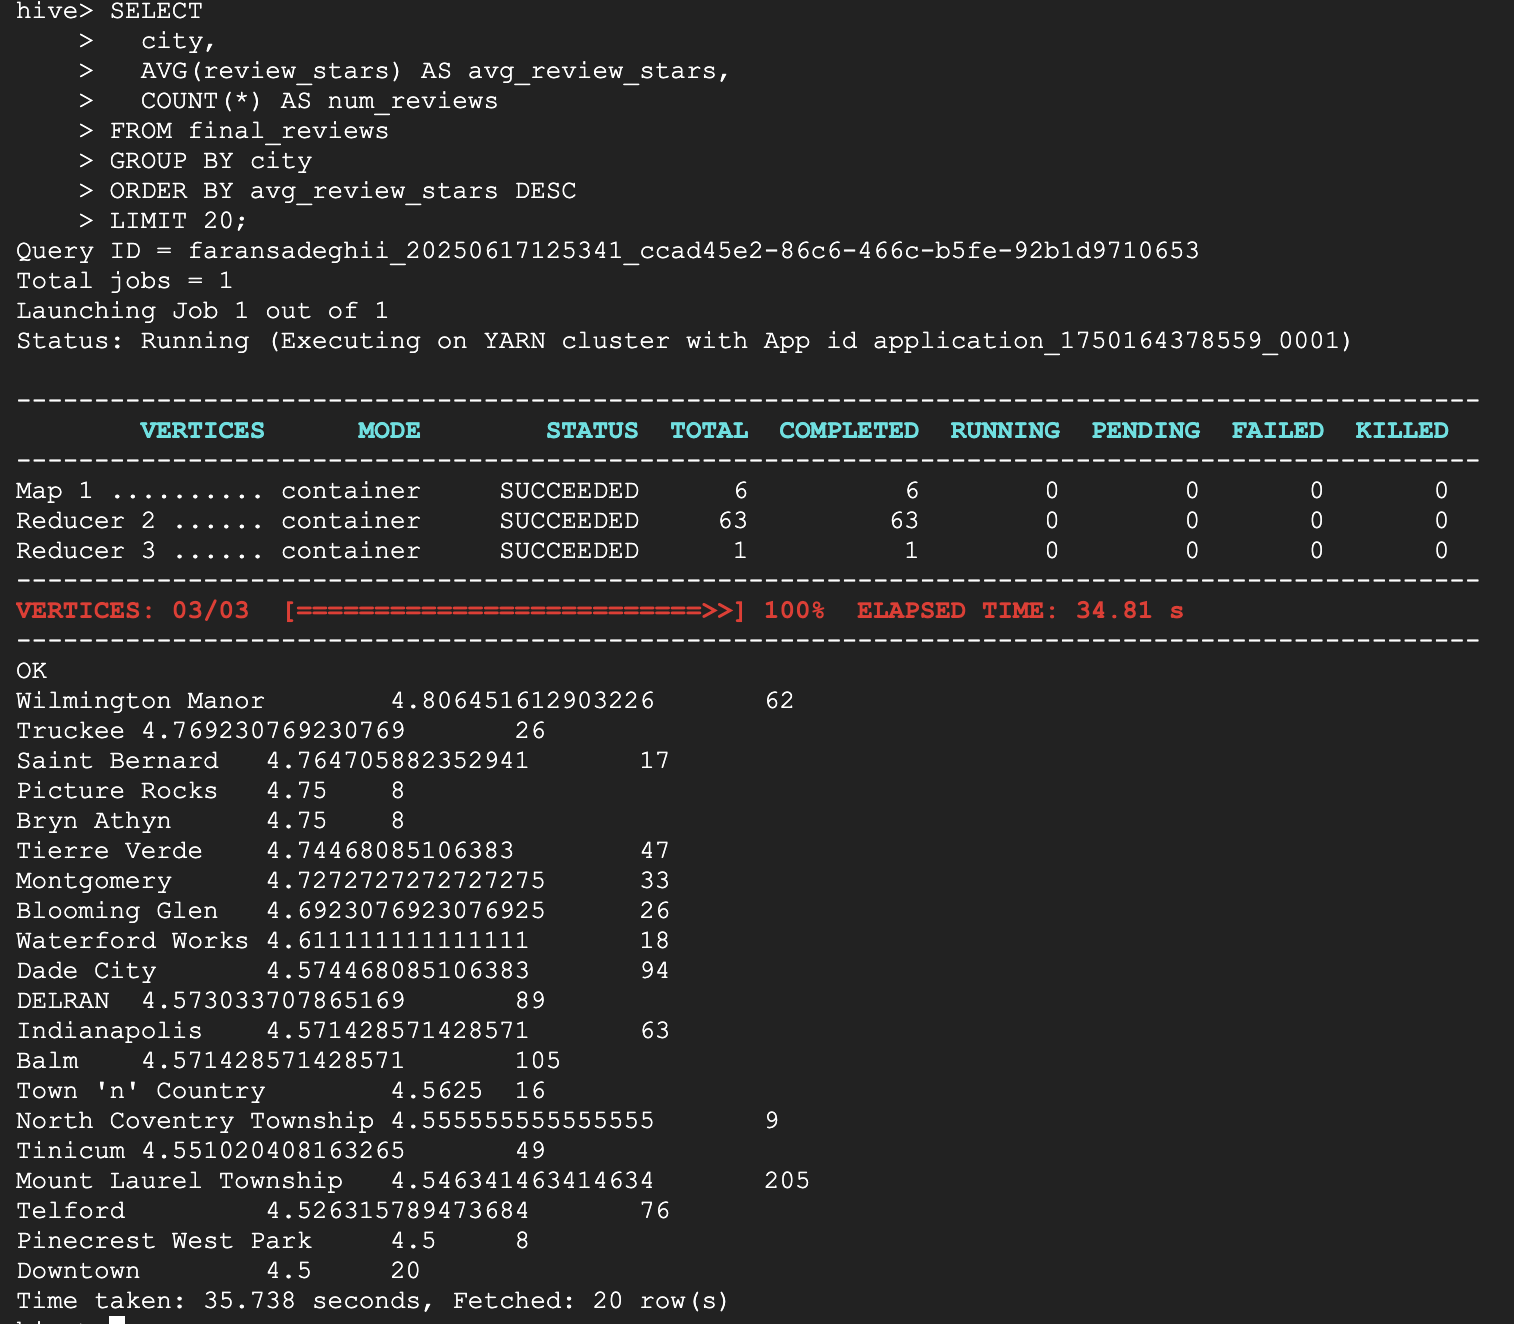 hive> SELECT
    >   city,
    >   AVG(review_stars) AS avg_review_stars,
    >   COUNT(*) AS num_reviews
    > FROM final_reviews
    > GROUP BY city
    > ORDER BY avg_review_stars DESC
    > LIMIT 20;
Query ID = faransadeghii_20250617125341_ccad45e2-86c6-466c-b5fe-92b1d9710653
Total jobs = 1
Launching Job 1 out of 1
Status: Running (Executing on YARN cluster with App id application_1750164378559_0001)
----------------------------------------------------------------------------------------------
        VERTICES      MODE        STATUS  TOTAL  COMPLETED  RUNNING  PENDING  FAILED  KILLED
----------------------------------------------------------------------------------------------
Map 1 .......... container     SUCCEEDED      6          6        0        0       0       0
Reducer 2 ...... container     SUCCEEDED     63         63        0        0       0       0
Reducer 3 ...... container     SUCCEEDED      1          1        0        0       0       0
----------------------------------------------------------------------------------------------
VERTICES: 03/03  [==========================>>] 100%  ELAPSED TIME: 34.81 s
----------------------------------------------------------------------------------------------
OK
Wilmington Manor        4.806451612903226       62
Truckee 4.769230769230769       26
Saint Bernard   4.764705882352941       17
Picture Rocks   4.75    8
Bryn Athyn      4.75    8
Tierre Verde    4.74468085106383        47
Montgomery      4.7272727272727275      33
Blooming Glen   4.6923076923076925      26
Waterford Works 4.611111111111111       18
Dade City       4.574468085106383       94
DELRAN  4.573033707865169       89
Indianapolis    4.571428571428571       63
Balm    4.571428571428571       105
Town 'n' Country        4.5625  16
North Coventry Township 4.555555555555555       9
Tinicum 4.551020408163265       49
Mount Laurel Township   4.546341463414634       205
Telford         4.526315789473684       76
Pinecrest West Park     4.5     8
Downtown        4.5     20
Time taken: 35.738 seconds, Fetched: 20 row(s)